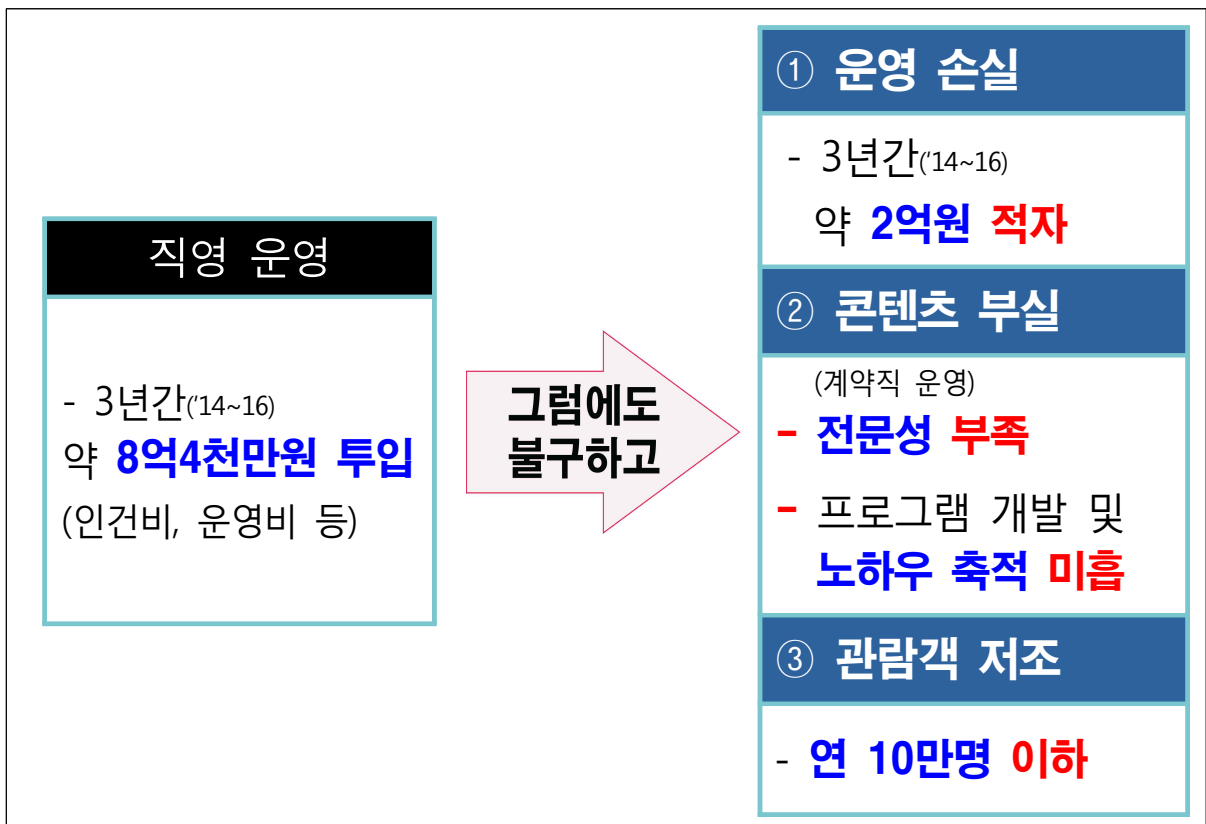 직영 운영
- 3년간('14~16)
약 8억4천만원 투입
(인건비, 운영비 등)
그럼에도
불구하고
① 운영 손실
- 3년간('14~16)
약 2억원 적자
② 콘텐츠 부실
(계약직 운영)
- 전문성 부족
- 프로그램 개발 및
노하우 축적 미흡
③ 관람객 저조
- 연 10만명 이하